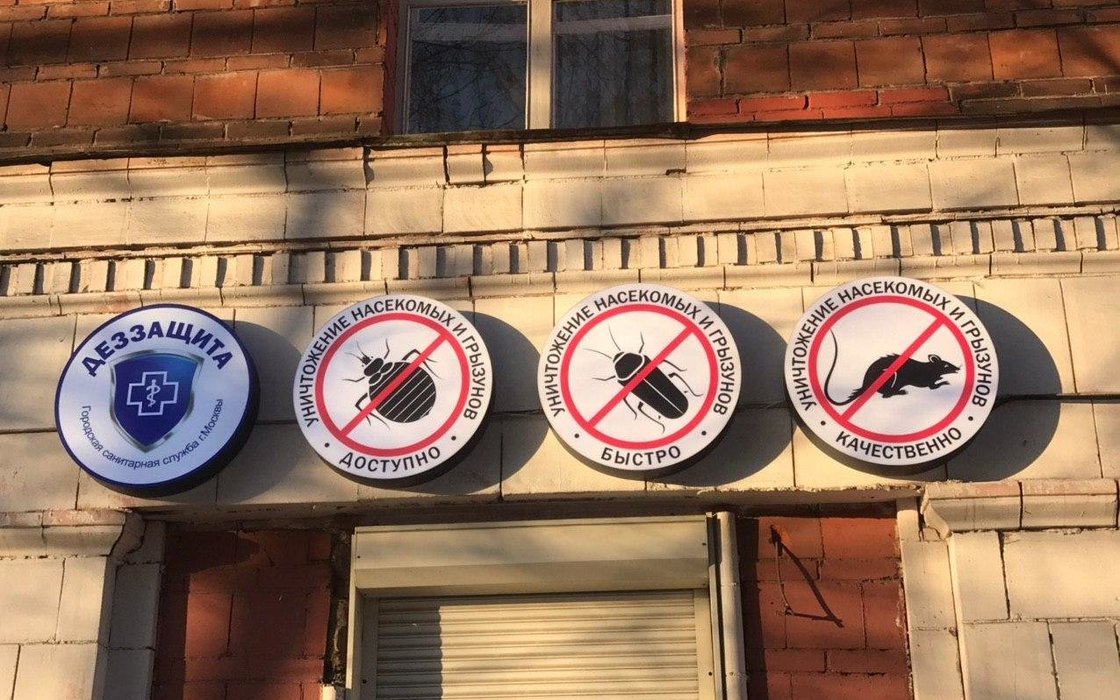 ДЕЗЗАЩИТА
Городская санитарная служба г.Москвы
УНИЧТОЖЕНИЕ НАСЕКОМЫХ И ГРЫЗУНОВ
• ДОСТУПНО •
УНИЧТОЖЕНИЕ НАСЕКОМЫХ И ГРЫЗУНОВ
• БЫСТРО •
УНИЧТОЖЕНИЕ НАСЕКОМЫХ И ГРЫЗУНОВ
• КАЧЕСТВЕННО •